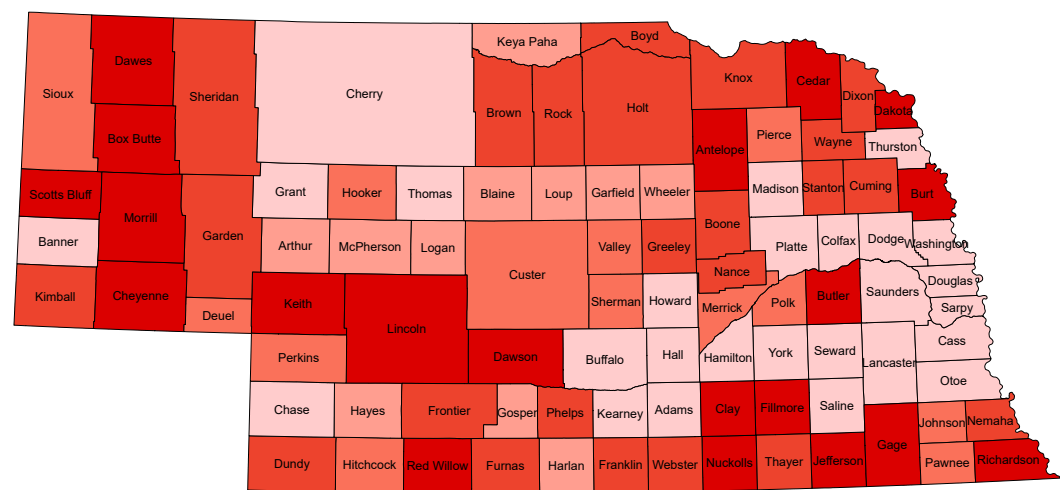 Boyd
Keya Paha
Dawes
Knox
Cedar
Sioux
Sheridan
Cherry
Dixon
Brown
Rock
Holt
Dakota
Box Butte
Pierce
Wayne
Antelope
Thurston
Scotts Bluff
Grant
Hooker
Thomas
Blaine
Loup
Garfield
Wheeler
Madison
Stanton
Cuming
Burt
Morrill
Banner
Garden
Arthur
McPherson
Logan
Custer
Valley
Greeley
Boone
Platte
Colfax
Dodge
Washington
Nance
Kimball
Cheyenne
Deuel
Keith
Lincoln
Sherman
Howard
Merrick
Polk
Butler
Saunders
Douglas
Sarpy
Perkins
Dawson
Buffalo
Hall
Hamilton
York
Seward
Lancaster
Cass
Otoe
Chase
Hayes
Frontier
Gosper
Phelps
Kearney
Adams
Clay
Fillmore
Saline
Gage
Johnson
Nemaha
Dundy
Hitchcock
Red Willow
Furnas
Harlan
Franklin
Webster
Nuckolls
Thayer
Jefferson
Pawnee
Richardson